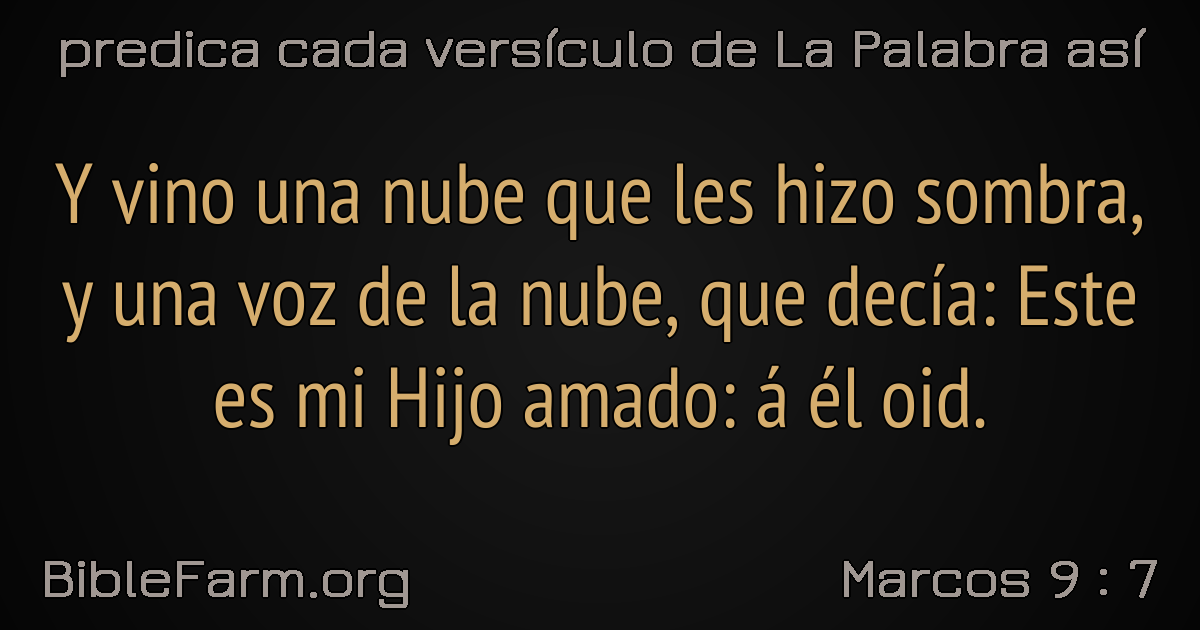 predica cada versículo de La Palabra así
Y vino una nube que les hizo sombra,
y una voz de la nube, que decía: Este
es mi Hijo amado: á él oid.
BibleFarm.org
Marcos 9 : 7